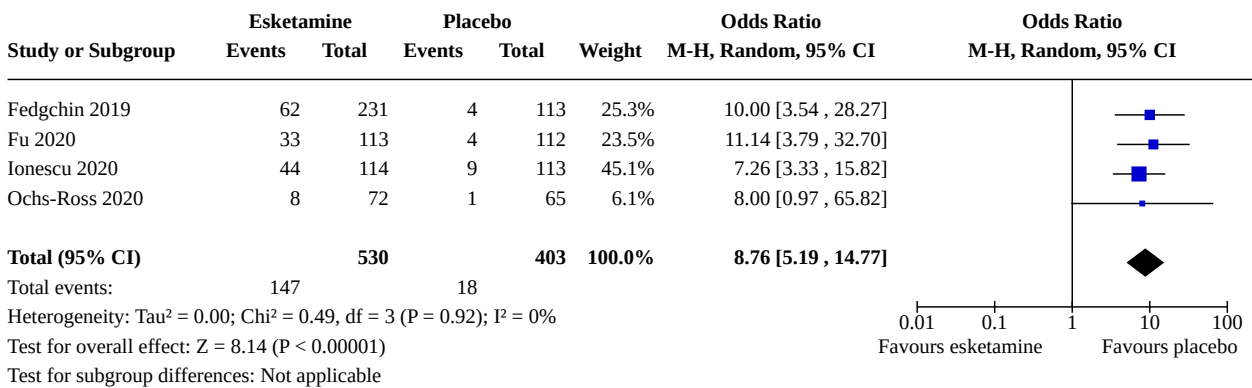 Esketamine Placebo Odds Ratio Odds Ratio
Study or Subgroup Events Total Events Total Weight M-H, Random, 95% CI M-H, Random, 95% CI
Fedgchin 2019 62 231 4 113 25.3% 10.00 [3.54 , 28.27]
Fu 2020 33 113 4 112 23.5% 11.14 [3.79 , 32.70]
Ionescu 2020 44 114 9 113 45.1% 7.26 [3.33 , 15.82]
Ochs-Ross 2020 8 72 1 65 6.1% 8.00 [0.97 , 65.82]
Total (95% CI) 530 403 100.0% 8.76 [5.19 , 14.77]
Total events: 147 18
Heterogeneity: Tau² = 0.00; Chi² = 0.49, df = 3 (P = 0.92); I² = 0%
0.01 0.1 1 10 100
Test for overall effect: Z = 8.14 (P < 0.00001)
Favours esketamine Favours placebo
Test for subgroup differences: Not applicable